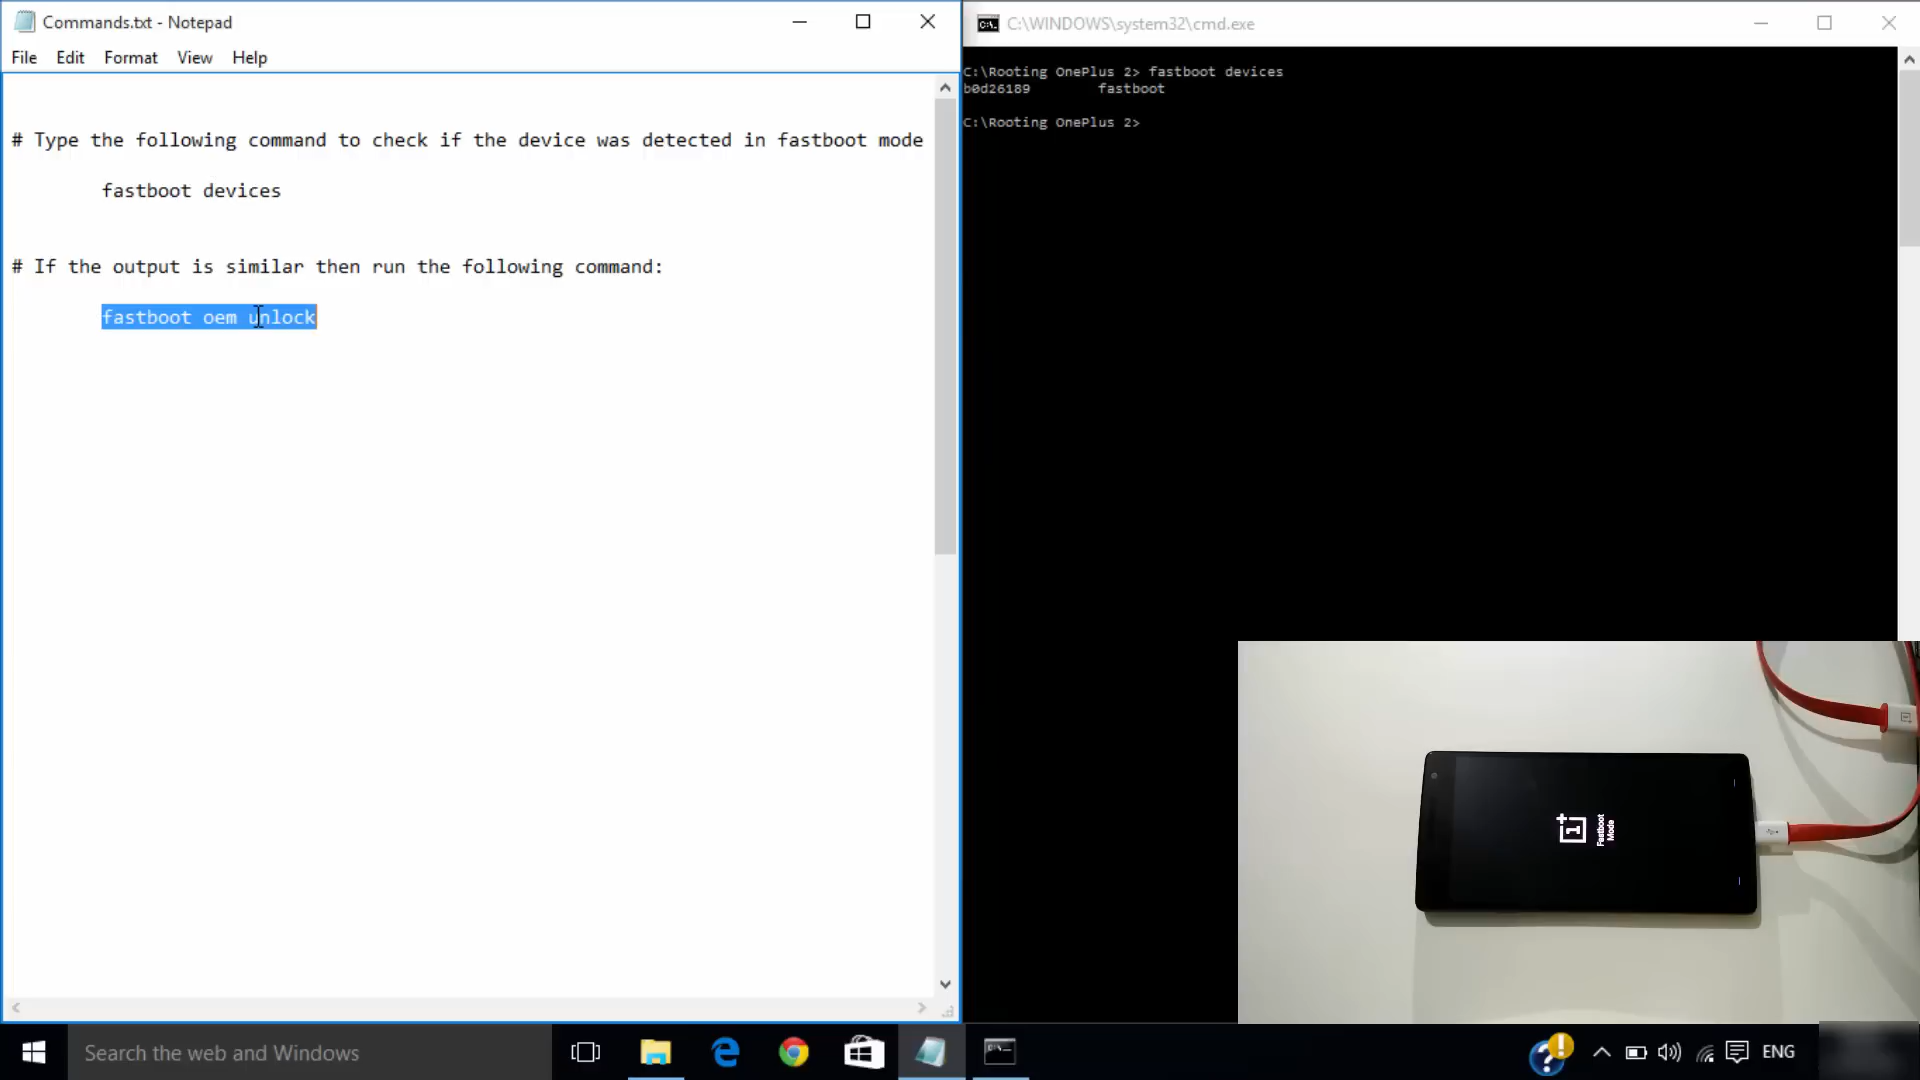 Commands.txt - Notepad
File Edit Format View Help
# Type the following command to check if the device was detected in fastboot mode
fastboot devices
# If the output is similar then run the following command:
fastboot oem unlock
C:\WINDOWS\system32\cmd.exe
C:\Rooting OnePlus 2> fastboot devices
b0d26189 fastboot
C:\Rooting OnePlus 2>
Fastboot
Mode
Search the web and Windows
ENG